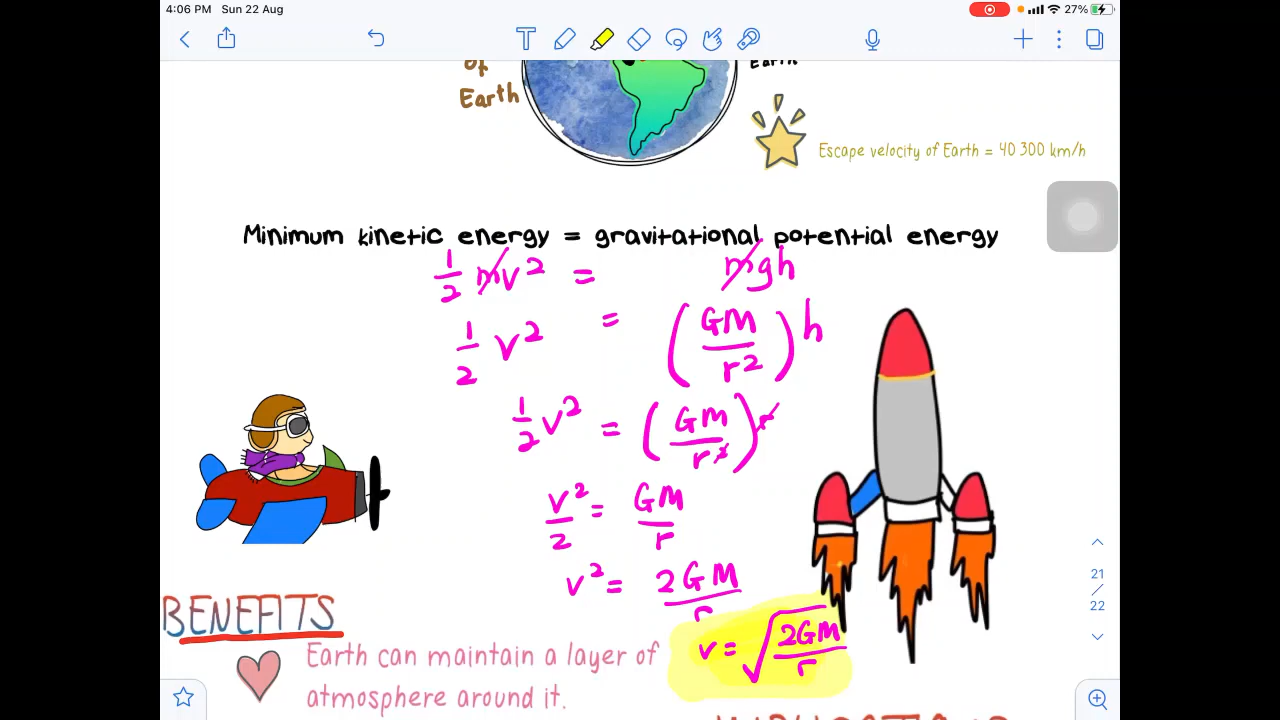 4:06 PM Sun 22 Aug 27%
T
of
Earth
Earth
Escape velocity of Earth = 40 300 km/h
Minimum kinetic energy = gravitational potential energy
1/2 mv² = mgh
1/2 v² = (GM/r²) h
1/2 v² = (GM/r²) r
v²/2 = GM/r
v² = 2GM/r
v = √(2GM/r)
21
/
22
BENEFITS
Earth can maintain a layer of
atmosphere around it.